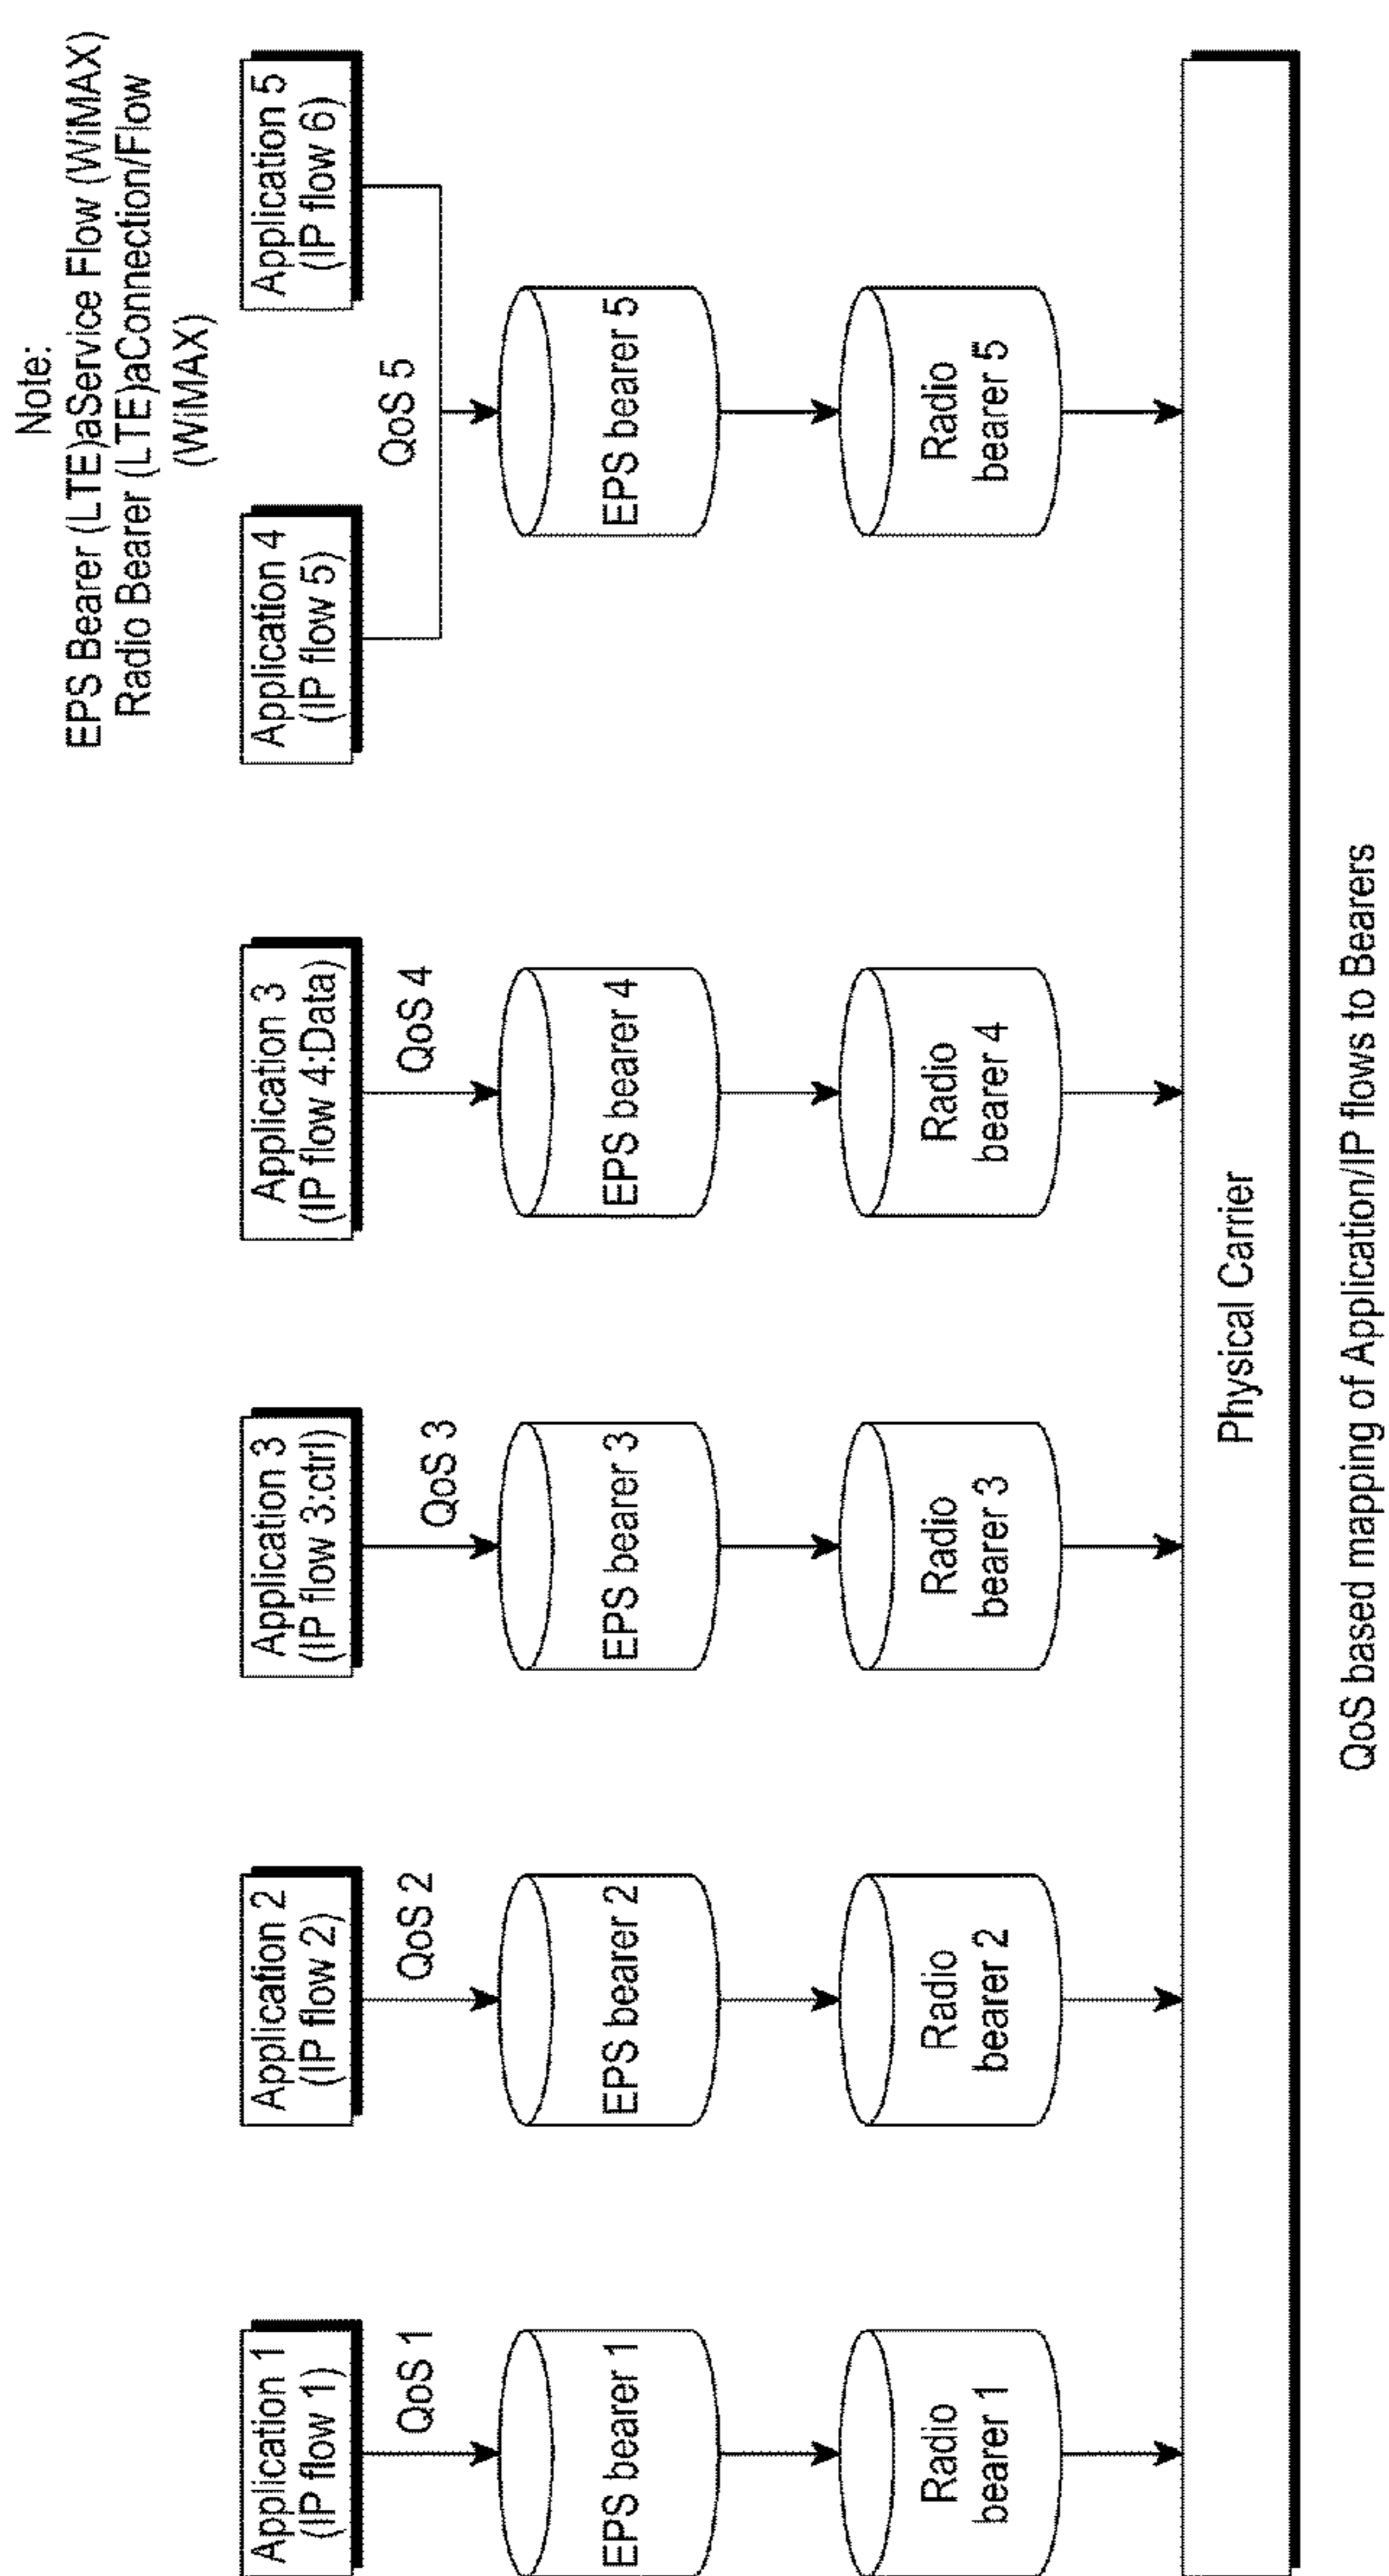 Note:
EPS Bearer (LTE)aService Flow (WiMAX)
Radio Bearer (LTE)aConnection/Flow
(WiMAX)
Application 1
(IP flow 1)
Application 2
(IP flow 2)
Application 3
(IP flow 3:ctrl)
Application 3
(IP flow 4:Data)
Application 4
(IP flow 5)
Application 5
(IP flow 6)
QoS 1
QoS 2
QoS 3
QoS 4
QoS 5
EPS bearer 1
EPS bearer 2
EPS bearer 3
EPS bearer 4
EPS bearer 5
Radio
bearer 1
Radio
bearer 2
Radio
bearer 3
Radio
bearer 4
Radio
bearer 5
Physical Carrier
QoS based mapping of Application/IP flows to Bearers